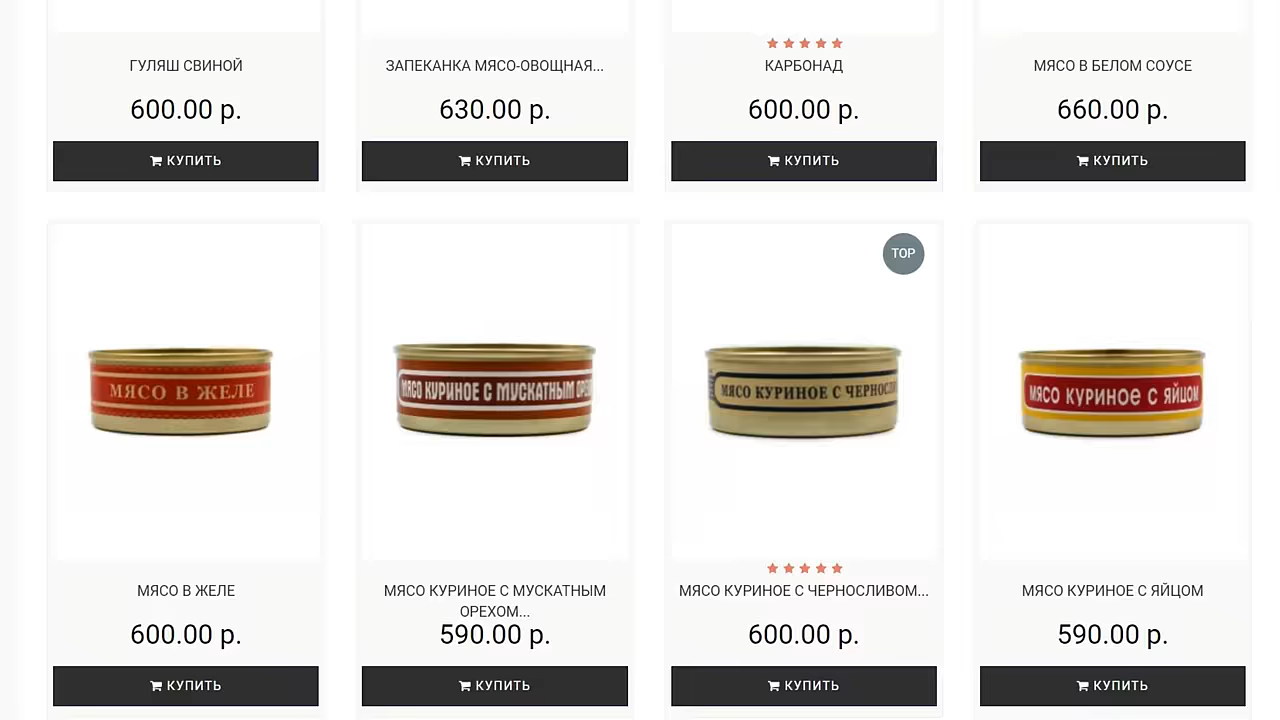 ГУЛЯШ СВИНОЙ
600.00 р.
КУПИТЬ
ЗАПЕКАНКА МЯСО-ОВОЩНАЯ...
630.00 р.
КУПИТЬ
КАРБОНАД
600.00 р.
КУПИТЬ
МЯСО В БЕЛОМ СОУСЕ
660.00 р.
КУПИТЬ
МЯСО В ЖЕЛЕ
МЯСО В ЖЕЛЕ
600.00 р.
КУПИТЬ
МЯСО КУРИНОЕ С МУСКАТНЫМ ОРЕХ
МЯСО КУРИНОЕ С МУСКАТНЫМ
ОРЕХОМ...
590.00 р.
КУПИТЬ
TOP
МЯСО КУРИНОЕ С ЧЕРНОСЛИ
МЯСО КУРИНОЕ С ЧЕРНОСЛИВОМ...
600.00 р.
КУПИТЬ
МЯСО КУРИНОЕ С ЯЙЦОМ
МЯСО КУРИНОЕ С ЯЙЦОМ
590.00 р.
КУПИТЬ